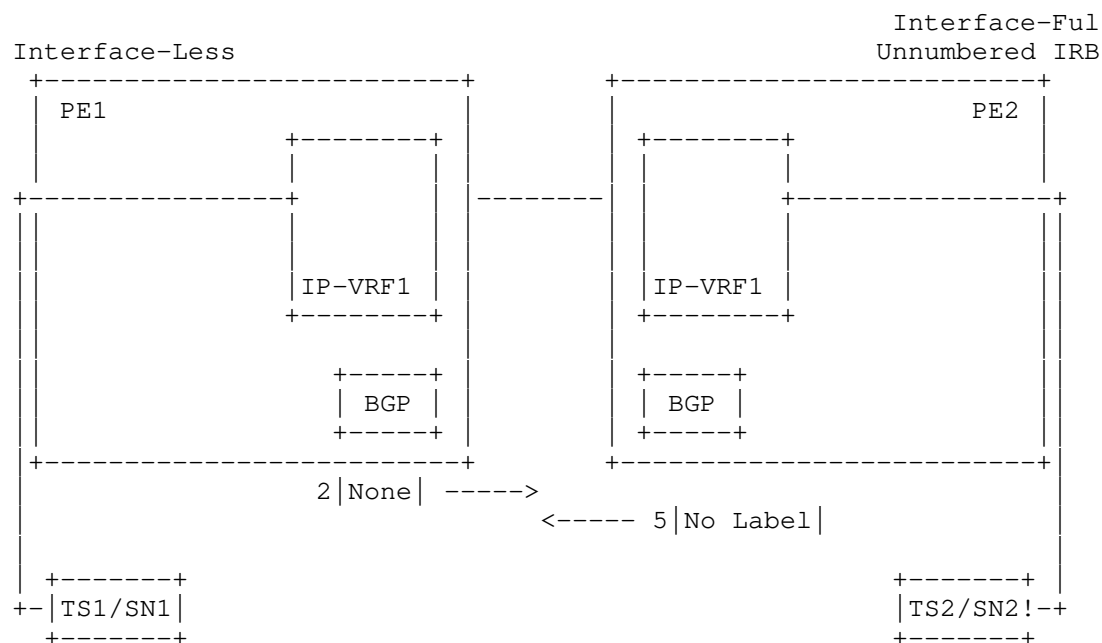 Interface-Ful
Interface-Less Unnumbered IRB
PE1 PE2
IP-VRF1 IP-VRF1
BGP BGP
2|None| ----->
<----- 5|No Label|
TS1/SN1 TS2/SN2!